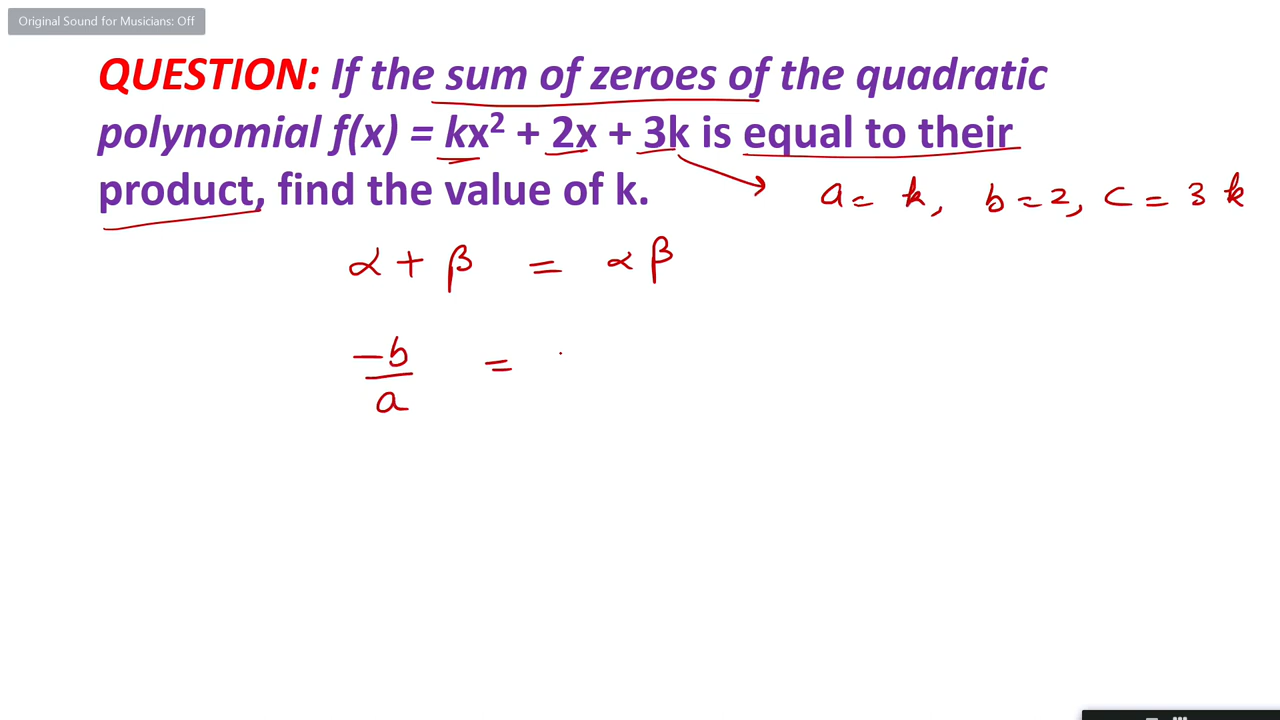 Original Sound for Musicians: Off
QUESTION: If the sum of zeroes of the quadratic
polynomial f(x) = kx² + 2x + 3k is equal to their
product, find the value of k.
a = k, b = 2, c = 3k
α + β = αβ
-b/a =